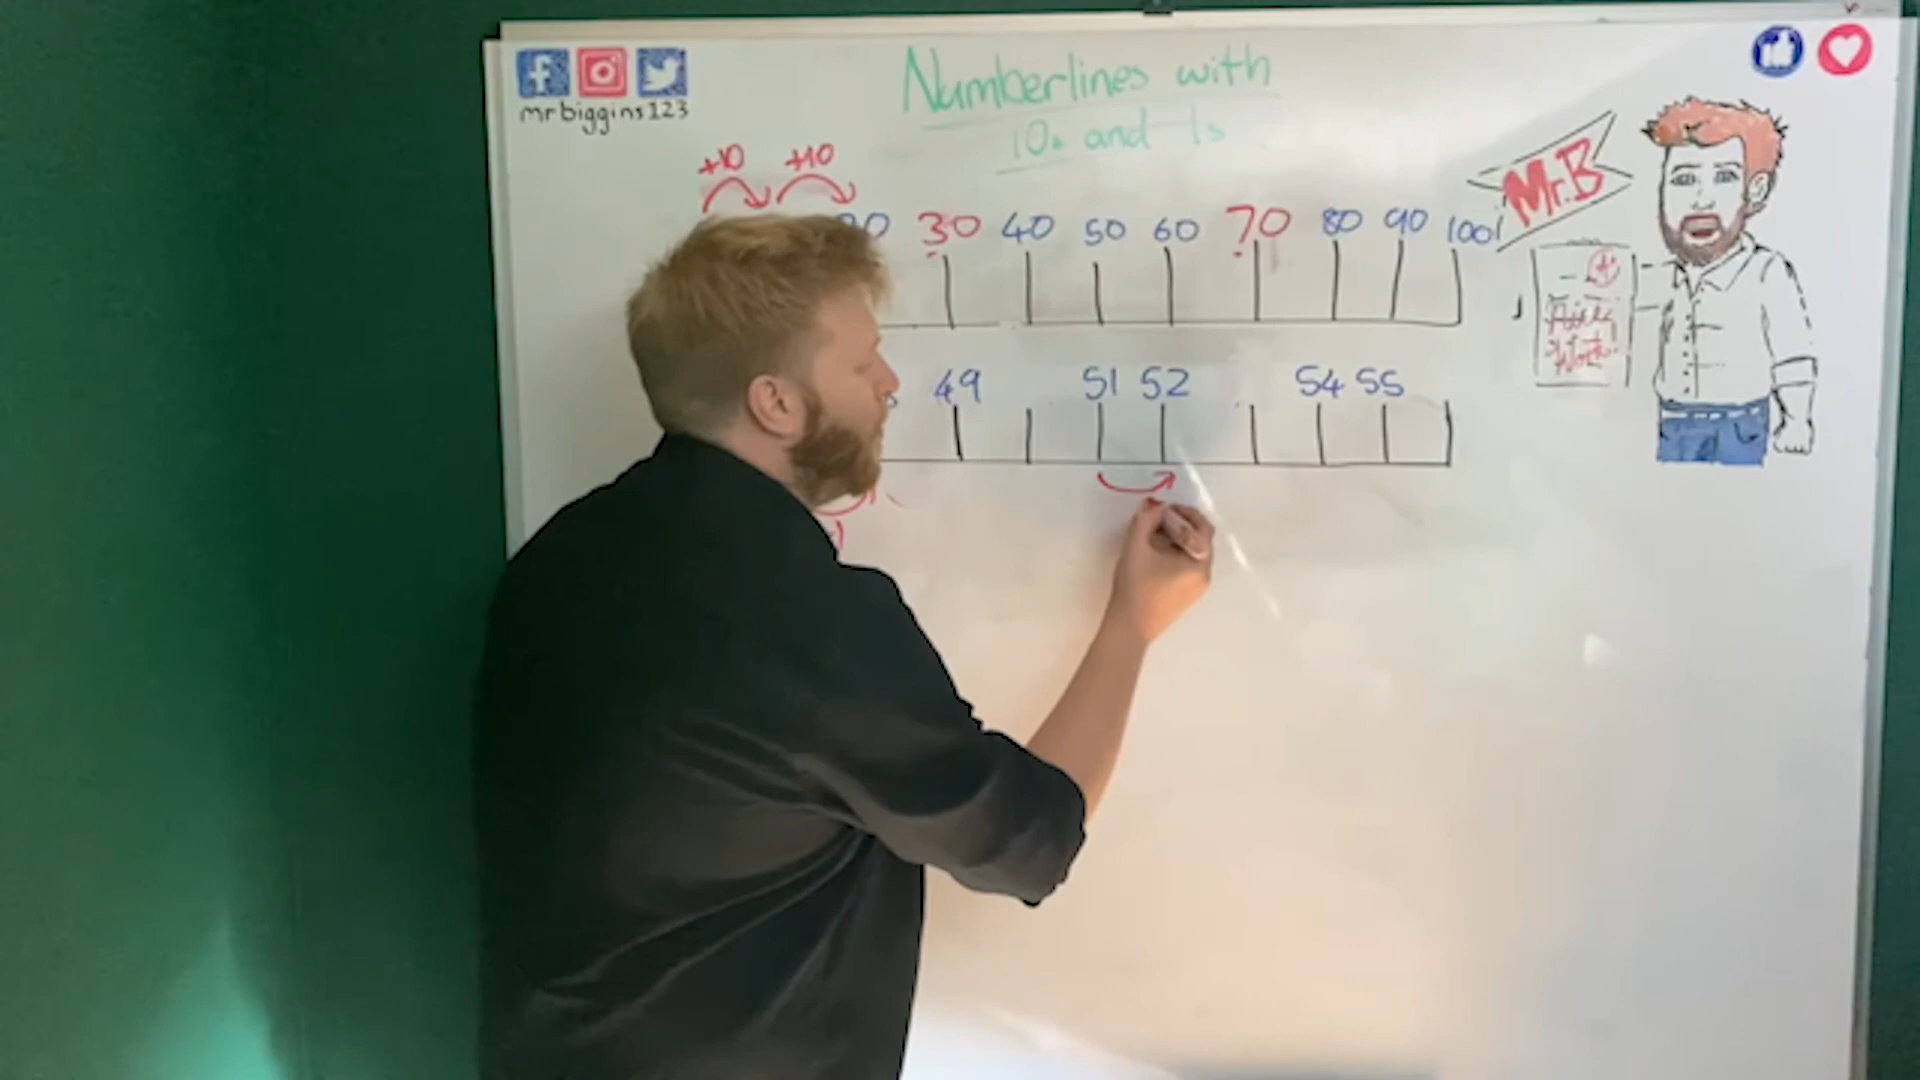 mrbiggins123
Numberlines with
10s and 1s
+10 +10
30 40 50 60 70 80 90 100
Mr.B
A+
49 51 52 54 55